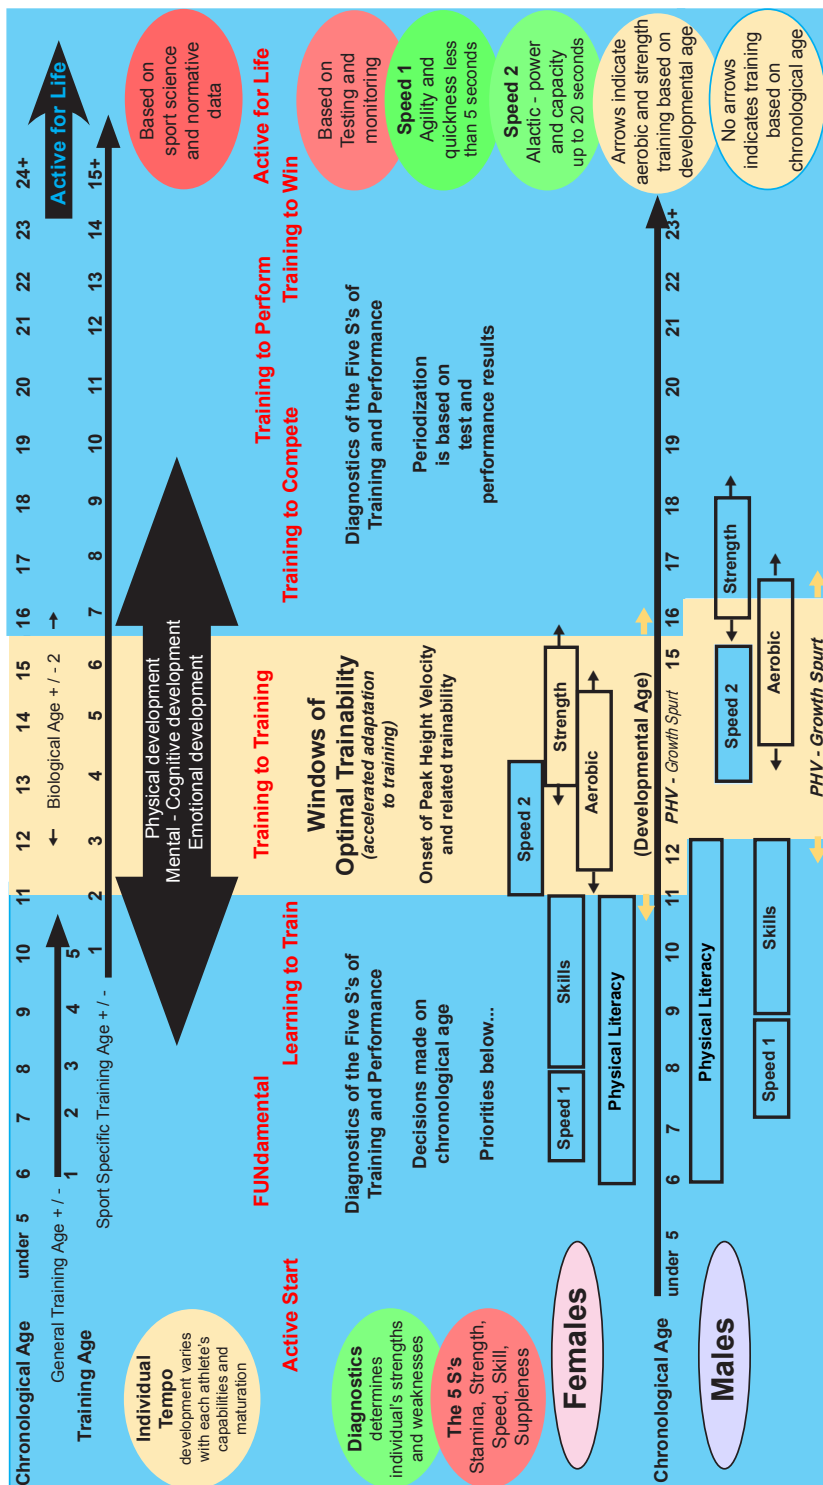 Chronological Age
under 5 6 7 8 9 10 11 12 13 14 15 16 17 18 19 20 21 22 23 24+
Active for Life
General Training Age + / -
← Biological Age + / - 2 →
Training Age
1 2 3 4 5
Sport Specific Training Age + / -
1 2 3 4 5 6 7 8 9 10 11 12 13 14 15+
Individual
Tempo
development varies
with each athlete's
capabilities and
maturation
Physical development
Mental - Cognitive development
Emotional development
Based on
sport science
and normative
data
Active Start
FUNdamental
Learning to Train
Training to Training
Training to Compete
Training to Perform
Training to Win
Active for Life
Diagnostics
determines
individual's strengths
and weaknesses
The 5 S's
Stamina, Strength,
Speed, Skill,
Suppleness
Diagnostics of the Five S's of
Training and Performance
Decisions made on
chronological age
Priorities below...
Windows of
Optimal Trainability
(accelerated adaptation
to training)
Onset of Peak Height Velocity
and related trainability
Diagnostics of the Five S's of
Training and Performance
Periodization
is based on
test and
performance results
Based on
Testing and
monitoring
Speed 1
Agility and
quickness less
than 5 seconds
Speed 2
Alactic - power
and capacity
up to 20 seconds
Arrows indicate
aerobic and strength
training based on
developmental age
No arrows
indicates training
based on
chronological age
Females
Speed 1
Skills
Physical Literacy
Speed 2
Strength
Aerobic
(Developmental Age)
Chronological Age
under 5 6 7 8 9 10 11 12 15 16 17 18 19 20 21 22 23+
PHV - Growth Spurt
Males
Physical Literacy
Speed 1
Skills
Speed 2
Strength
Aerobic
PHV - Growth Spurt